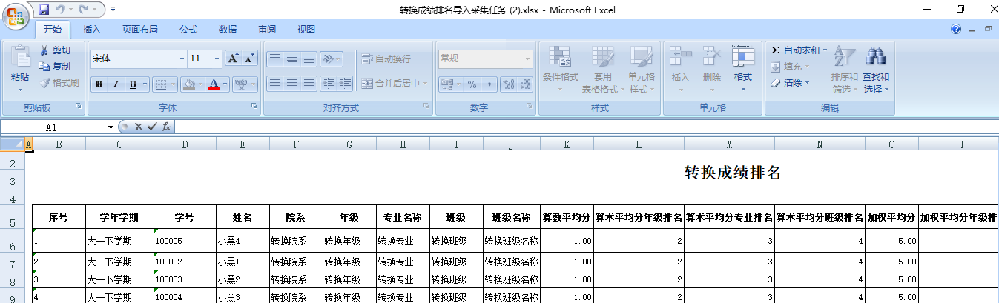 转换成绩排名导入采集任务 (2).xlsx - Microsoft Excel
开始 插入 页面布局 公式 数据 审阅 视图
粘贴 剪切 复制 格式刷 剪贴板
宋体 11 B I U A 字体
自动换行 合并后居中 对齐方式
常规 % , 数字
条件格式 套用表格格式 单元格样式 样式
插入 删除 格式 单元格
Σ 自动求和 填充 清除 排序和筛选 查找和选择 编辑
A1 fx
A B C D E F G H I J K L M N O P
2
3 转换成绩排名
4
5 序号 学年学期 学号 姓名 院系 年级 专业名称 班级 班级名称 算数平均分 算术平均分年级排名 算术平均分专业排名 算术平均分班级排名 加权平均分 加权平均分年级排
6 1 大一下学期 100005 小黑4 转换院系 转换年级 转换专业 转换班级 转换班级名称 1.00 2 3 4 5.00
7 2 大一下学期 100002 小黑1 转换院系 转换年级 转换专业 转换班级 转换班级名称 1.00 2 3 4 5.00
8 3 大一下学期 100003 小黑2 转换院系 转换年级 转换专业 转换班级 转换班级名称 1.00 2 3 4 5.00
9 4 大一下学期 100004 小黑3 转换院系 转换年级 转换专业 转换班级 转换班级名称 1.00 2 3 4 5.00